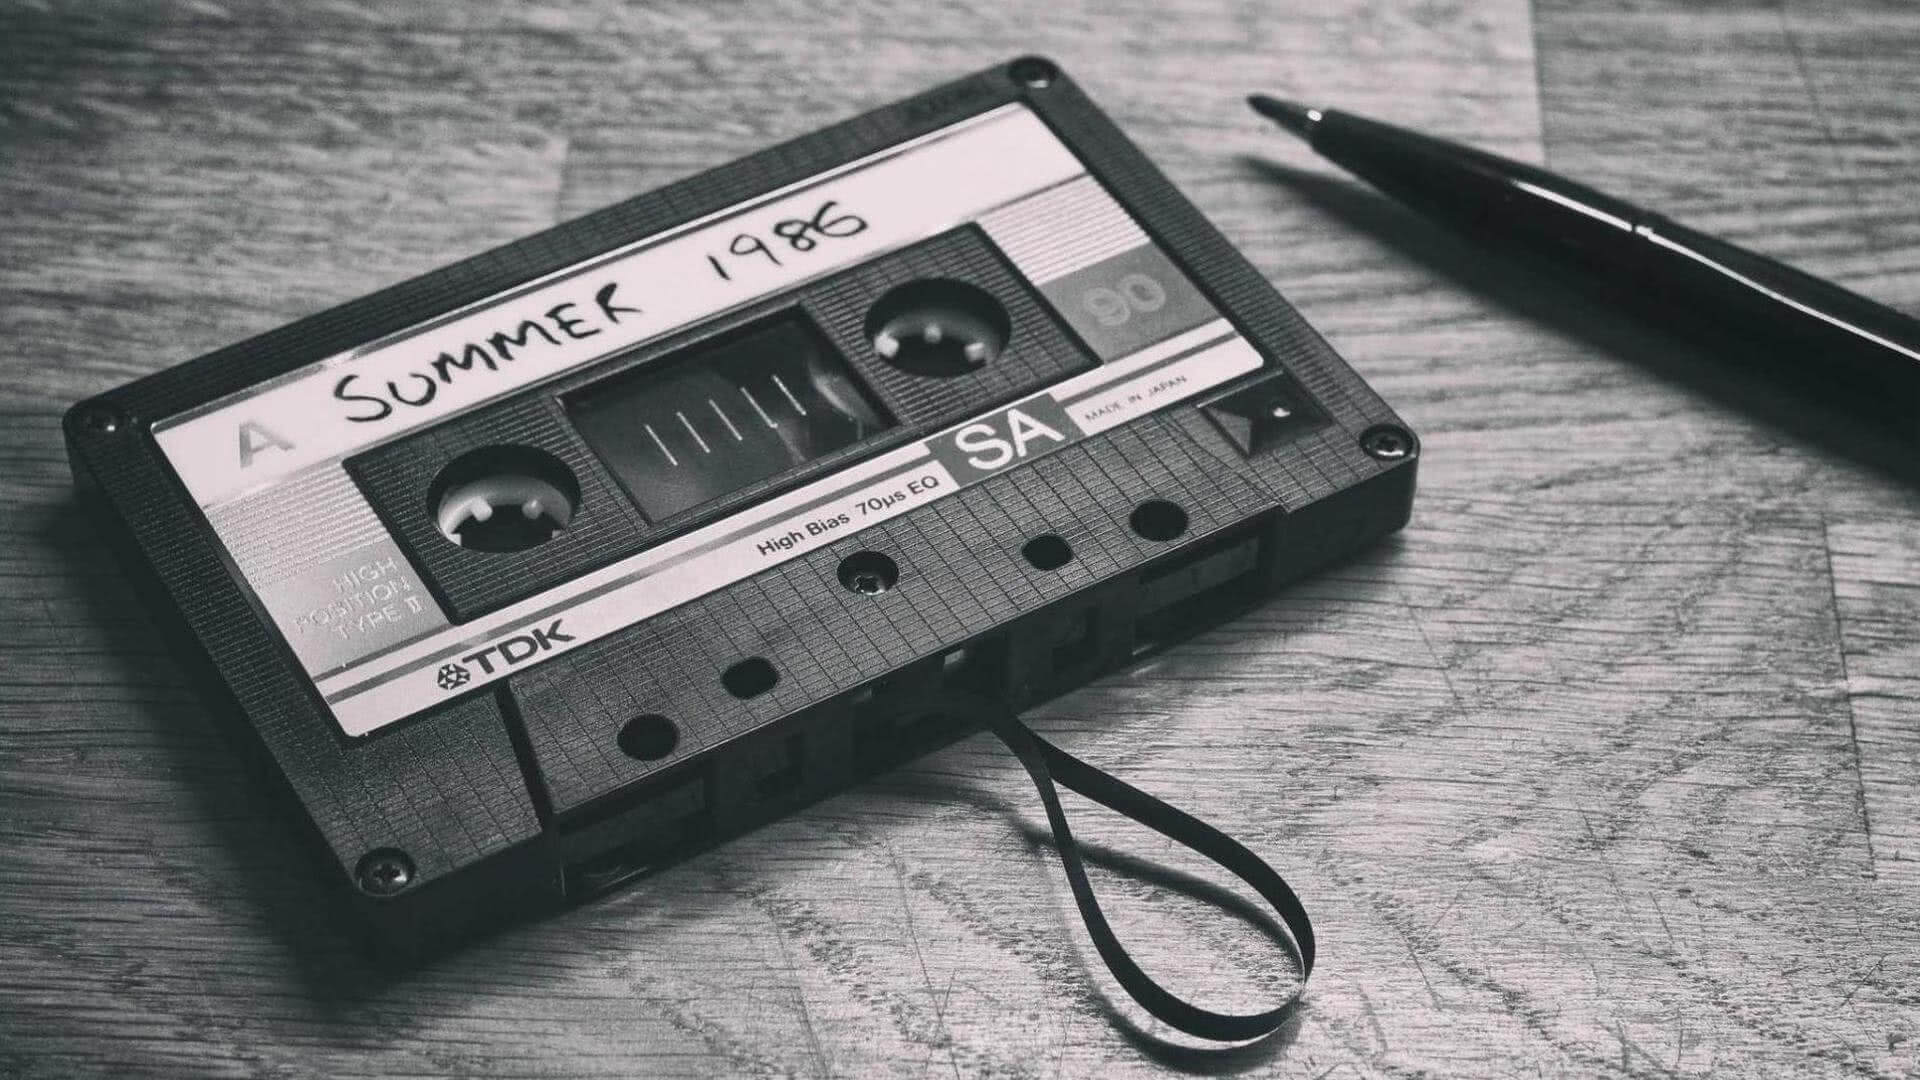 A SUMMER 1986
90
HIGH
POSITION
TYPE II
TDK
High Bias 70µs EQ
SA
MADE IN JAPAN